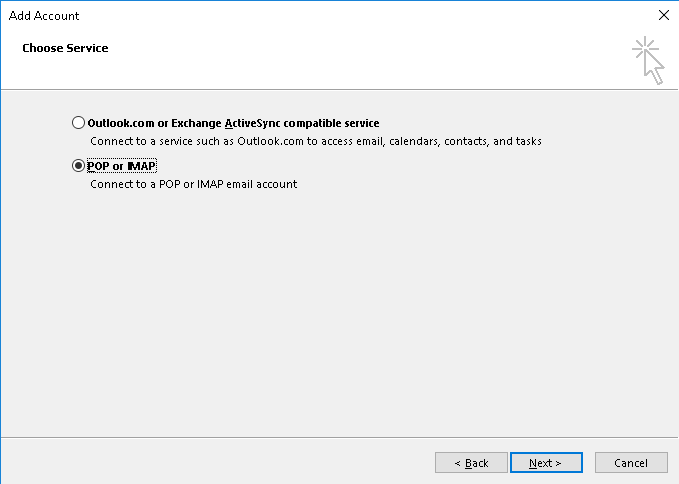 Add Account
Choose Service
Outlook.com or Exchange ActiveSync compatible service
Connect to a service such as Outlook.com to access email, calendars, contacts, and tasks
POP or IMAP
Connect to a POP or IMAP email account
< Back
Next >
Cancel